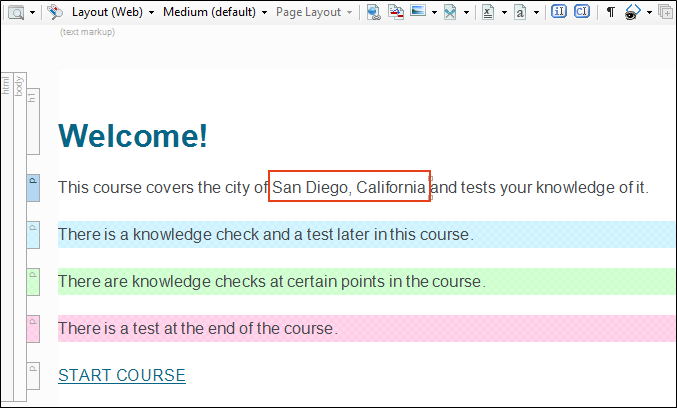 Layout (Web) Medium (default) Page Layout
(text markup)
html
body
h1
Welcome!
p
This course covers the city of San Diego, California and tests your knowledge of it.
p
There is a knowledge check and a test later in this course.
p
There are knowledge checks at certain points in the course.
p
There is a test at the end of the course.
p
START COURSE